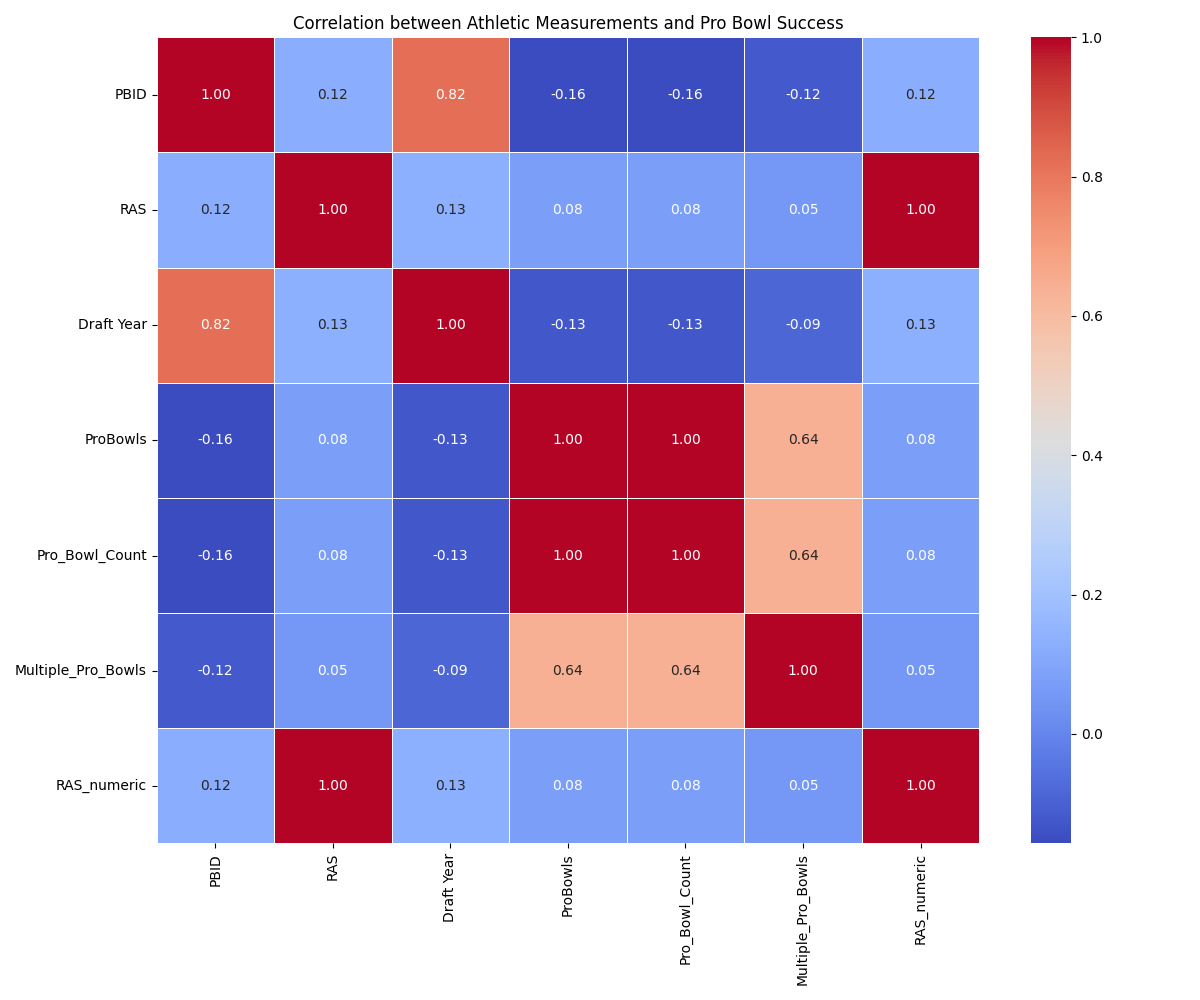 Correlation between Athletic Measurements and Pro Bowl Success
PBID 1.00 0.12 0.82 -0.16 -0.16 -0.12 0.12
RAS 0.12 1.00 0.13 0.08 0.08 0.05 1.00
Draft Year 0.82 0.13 1.00 -0.13 -0.13 -0.09 0.13
ProBowls -0.16 0.08 -0.13 1.00 1.00 0.64 0.08
Pro_Bowl_Count -0.16 0.08 -0.13 1.00 1.00 0.64 0.08
Multiple_Pro_Bowls -0.12 0.05 -0.09 0.64 0.64 1.00 0.05
RAS_numeric 0.12 1.00 0.13 0.08 0.08 0.05 1.00
PBID
RAS
Draft Year
ProBowls
Pro_Bowl_Count
Multiple_Pro_Bowls
RAS_numeric
1.0
0.8
0.6
0.4
0.2
0.0